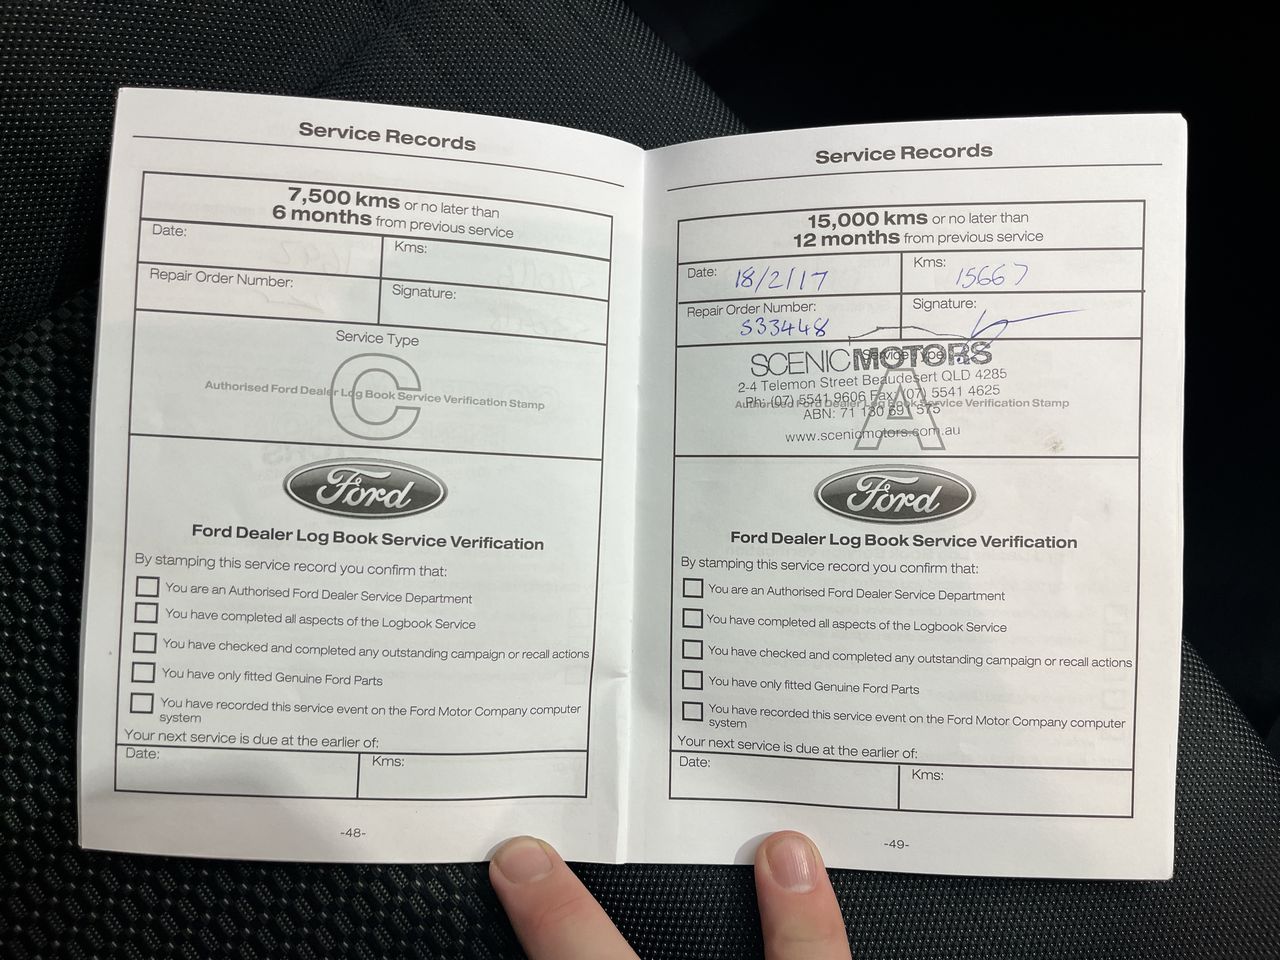 Service Records
7,500 kms or no later than
6 months from previous service
Date:
Kms:
Repair Order Number:
Signature:
Service Type
C
Authorised Ford Dealer Log Book Service Verification Stamp
Ford
Ford Dealer Log Book Service Verification
By stamping this service record you confirm that:
You are an Authorised Ford Dealer Service Department
You have completed all aspects of the Logbook Service
You have checked and completed any outstanding campaign or recall actions
You have only fitted Genuine Ford Parts
You have recorded this service event on the Ford Motor Company computer
system
Your next service is due at the earlier of:
Date:
Kms:
-48-
Service Records
15,000 kms or no later than
12 months from previous service
Date: 18/2/17
Kms: 15667
Repair Order Number:
S33448
Signature:
Service Type
SCENIC MOTORS
2-4 Telemon Street Beaudesert QLD 4285
Ph: (07) 5541 9606 Fax: (07) 5541 4625
Authorised Ford Dealer Log Book Service Verification Stamp
A
ABN: 71 130 691 575
www.scenicmotors.com.au
Ford
Ford Dealer Log Book Service Verification
By stamping this service record you confirm that:
You are an Authorised Ford Dealer Service Department
You have completed all aspects of the Logbook Service
You have checked and completed any outstanding campaign or recall actions
You have only fitted Genuine Ford Parts
You have recorded this service event on the Ford Motor Company computer
system
Your next service is due at the earlier of:
Date:
Kms:
-49-